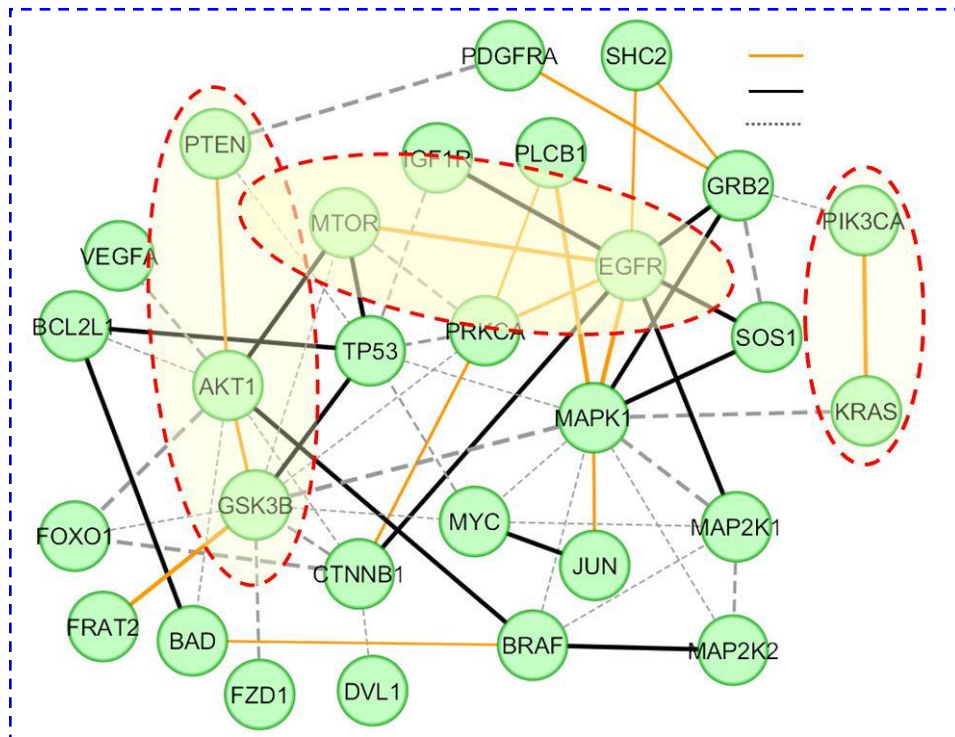 PDGFRA
SHC2
PTEN
IGF1R
PLCB1
GRB2
MTOR
PIK3CA
VEGFA
EGFR
BCL2L1
TP53
PRKCA
SOS1
AKT1
MAPK1
KRAS
GSK3B
FOXO1
MYC
MAP2K1
CTNNB1
JUN
FRAT2
BAD
BRAF
MAP2K2
FZD1
DVL1